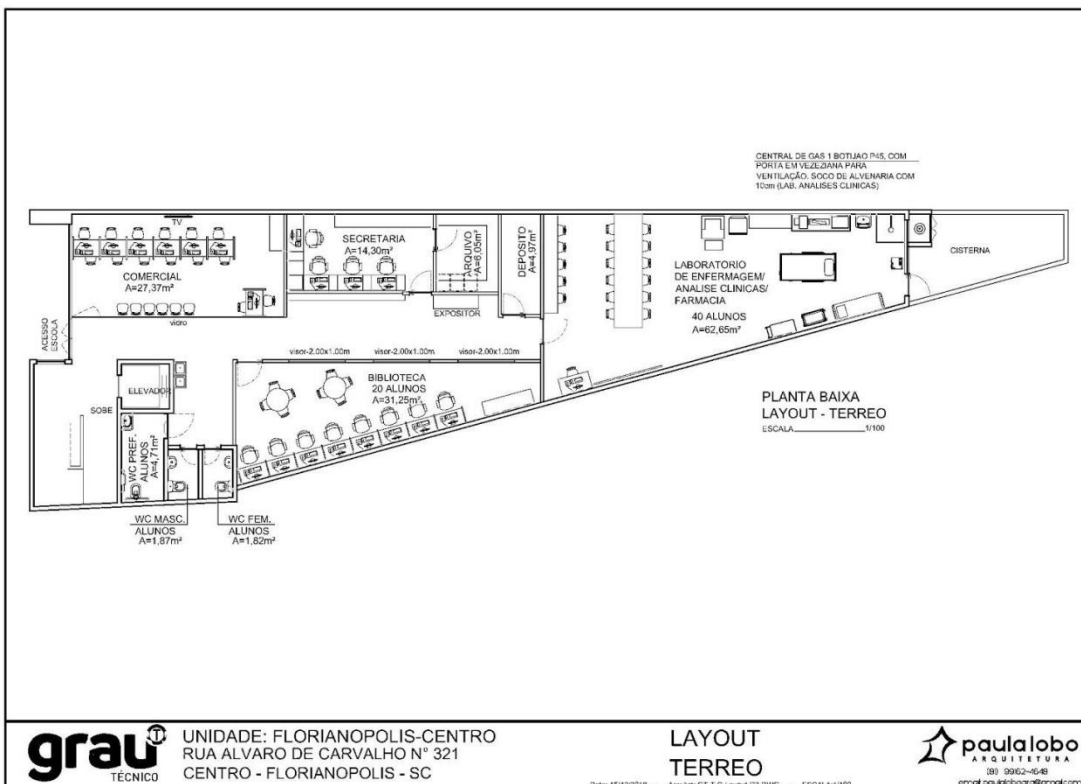 CENTRAL DE GAS 1 BOTIJAO P45, COM
PORTA EM VEZEZIANA PARA
VENTILAÇÃO. SOCO DE ALVENARIA COM
10cm (LAB. ANALISES CLINICAS)
TV
COMERCIAL
A=27,37m²
SECRETARIA
A=14,30m²
ARQUIVO
A=6,05m²
DEPOSITO
A=4,97m²
LABORATORIO
DE ENFERMAGEM/
ANALISE CLINICAS/
FARMACIA
40 ALUNOS
A=62,65m²
CISTERNA
EXPOSITOR
vidro
ACESSO
ESCOLA
visor-2.00x1.00m
visor-2.00x1.00m
visor-2.00x1.00m
ELEVADOR
SOBE
BIBLIOTECA
20 ALUNOS
A=31,25m²
PLANTA BAIXA
LAYOUT - TERREO
ESCALA 1/100
WC PREF.
ALUNOS
A=4,71m²
WC MASC.
ALUNOS
A=1,87m²
WC FEM.
ALUNOS
A=1,82m²
grau T
TÉCNICO
UNIDADE: FLORIANOPOLIS-CENTRO
RUA ALVARO DE CARVALHO N° 321
CENTRO - FLORIANOPOLIS - SC
LAYOUT
TERREO
paulalobo
ARQUITETURA